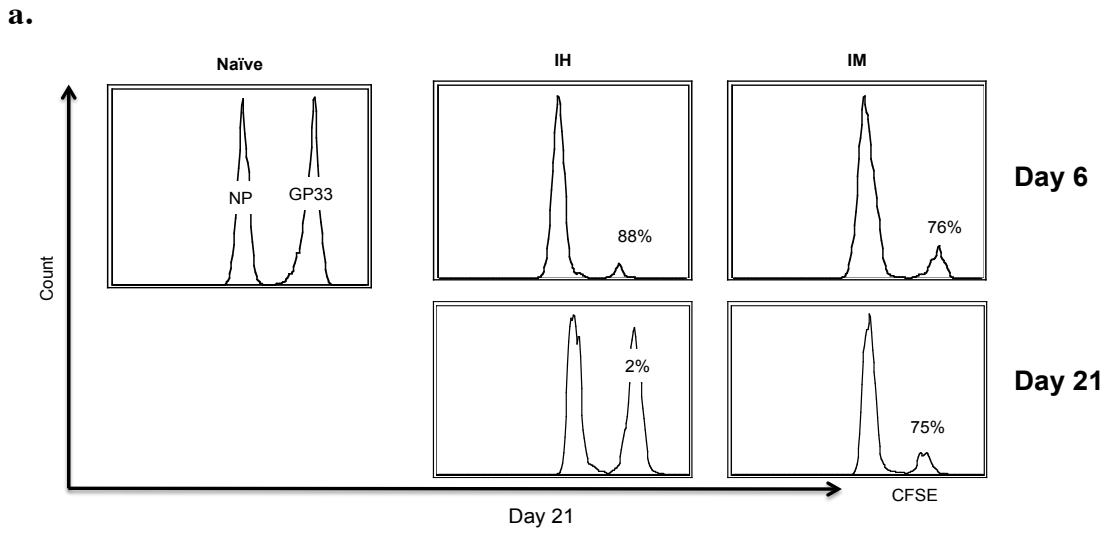 a.
Naïve
IH
IM
NP
GP33
88%
76%
Day 6
Count
2%
75%
Day 21
CFSE
Day 21